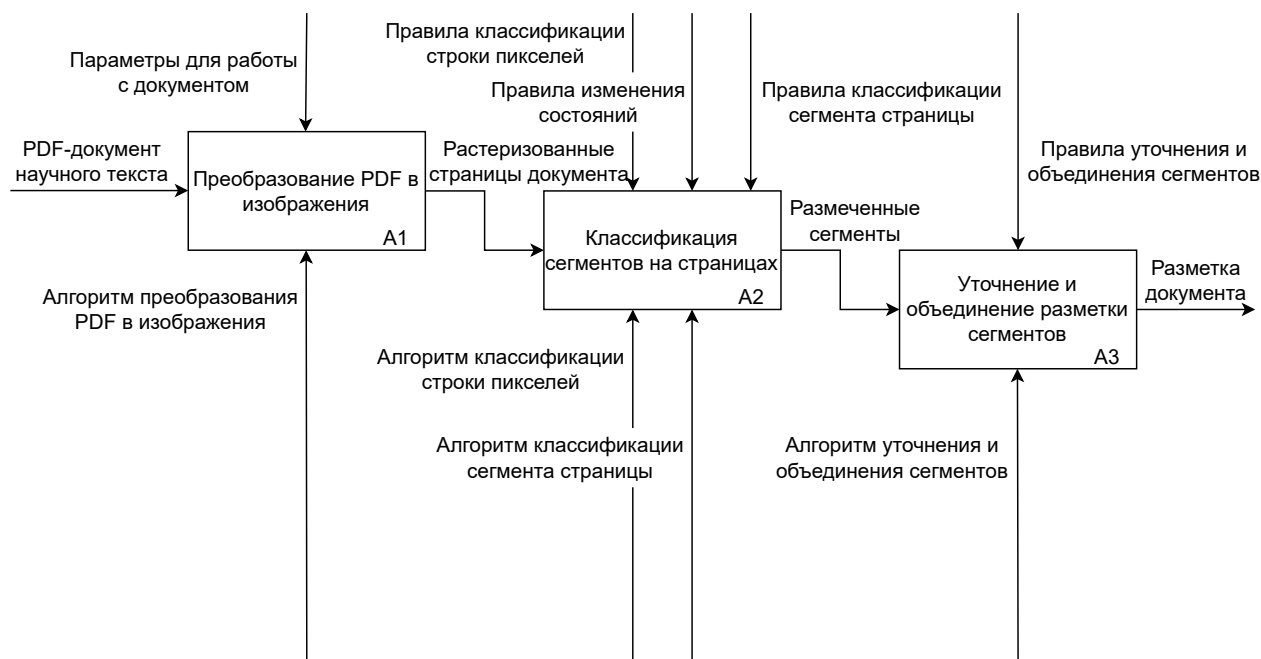 Параметры для работы
с документом
Правила классификации
строки пикселей
Правила изменения
состояний
Правила классификации
сегмента страницы
Правила уточнения и
объединения сегментов
PDF-документ
научного текста
Преобразование PDF в
изображения
A1
Растеризованные
страницы документа
Классификация
сегментов на страницах
A2
Размеченные
сегменты
Уточнение и
объединение разметки
сегментов
A3
Разметка
документа
Алгоритм преобразования
PDF в изображения
Алгоритм классификации
строки пикселей
Алгоритм классификации
сегмента страницы
Алгоритм уточнения и
объединения сегментов